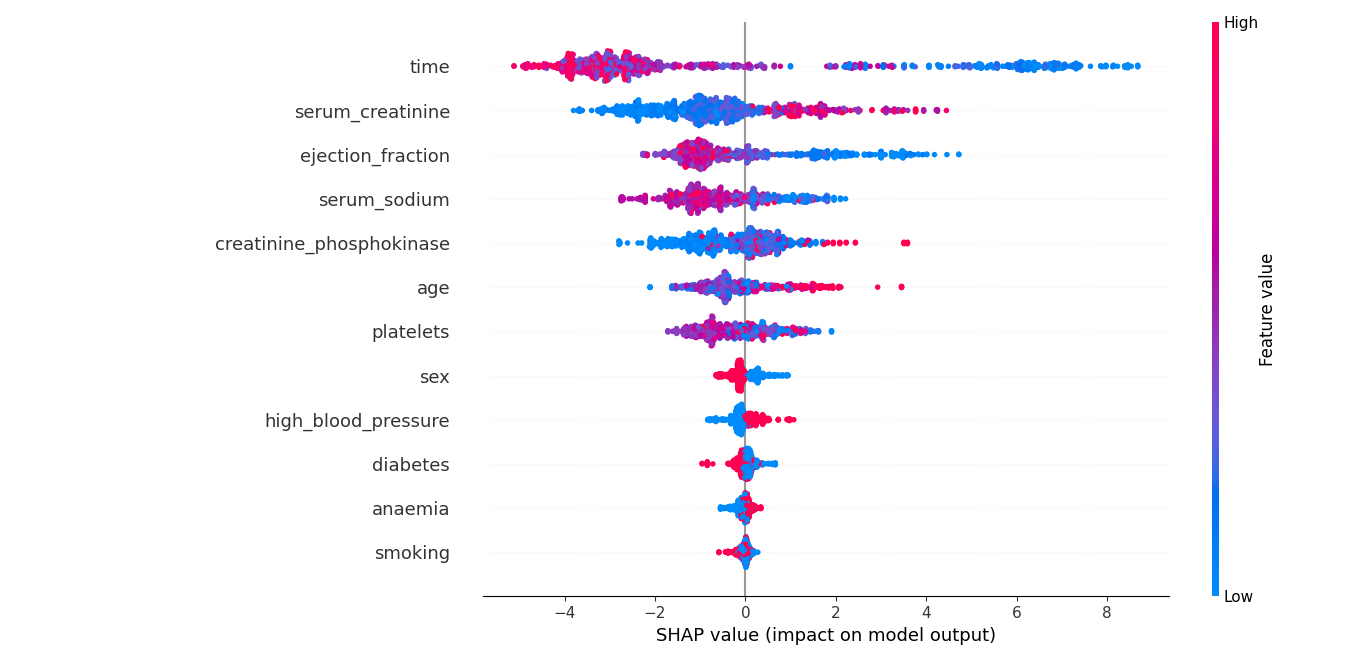 High
time
serum_creatinine
ejection_fraction
serum_sodium
creatinine_phosphokinase
age
platelets
sex
high_blood_pressure
diabetes
anaemia
smoking
Feature value
Low
−4 −2 0 2 4 6 8
SHAP value (impact on model output)